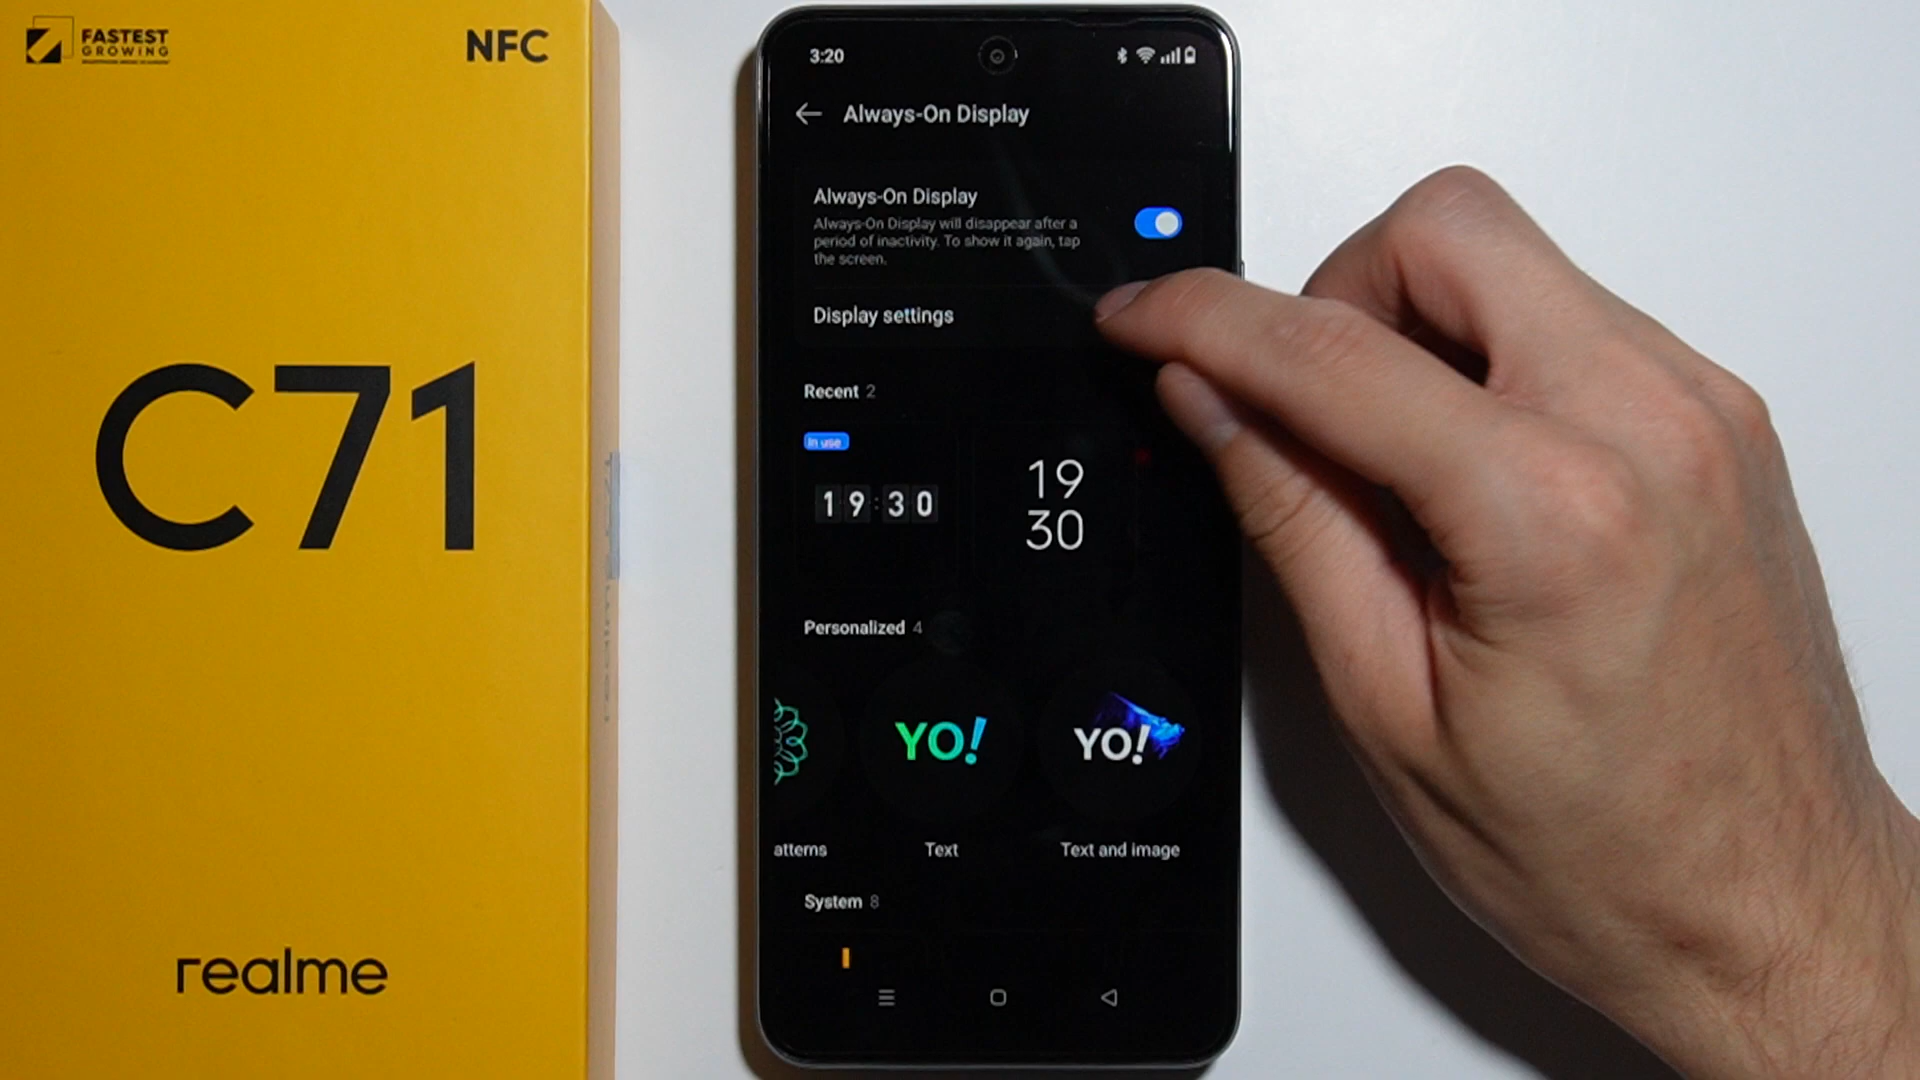 FASTEST
GROWING
NFC
C71
realme
3:20
Always-On Display
Always-On Display
Always-On Display will disappear after a
period of inactivity. To show it again, tap
the screen.
Display settings
Recent 2
In use
19:30
19
30
Personalized 4
YO!
YO!
atterns
Text
Text and image
System 8